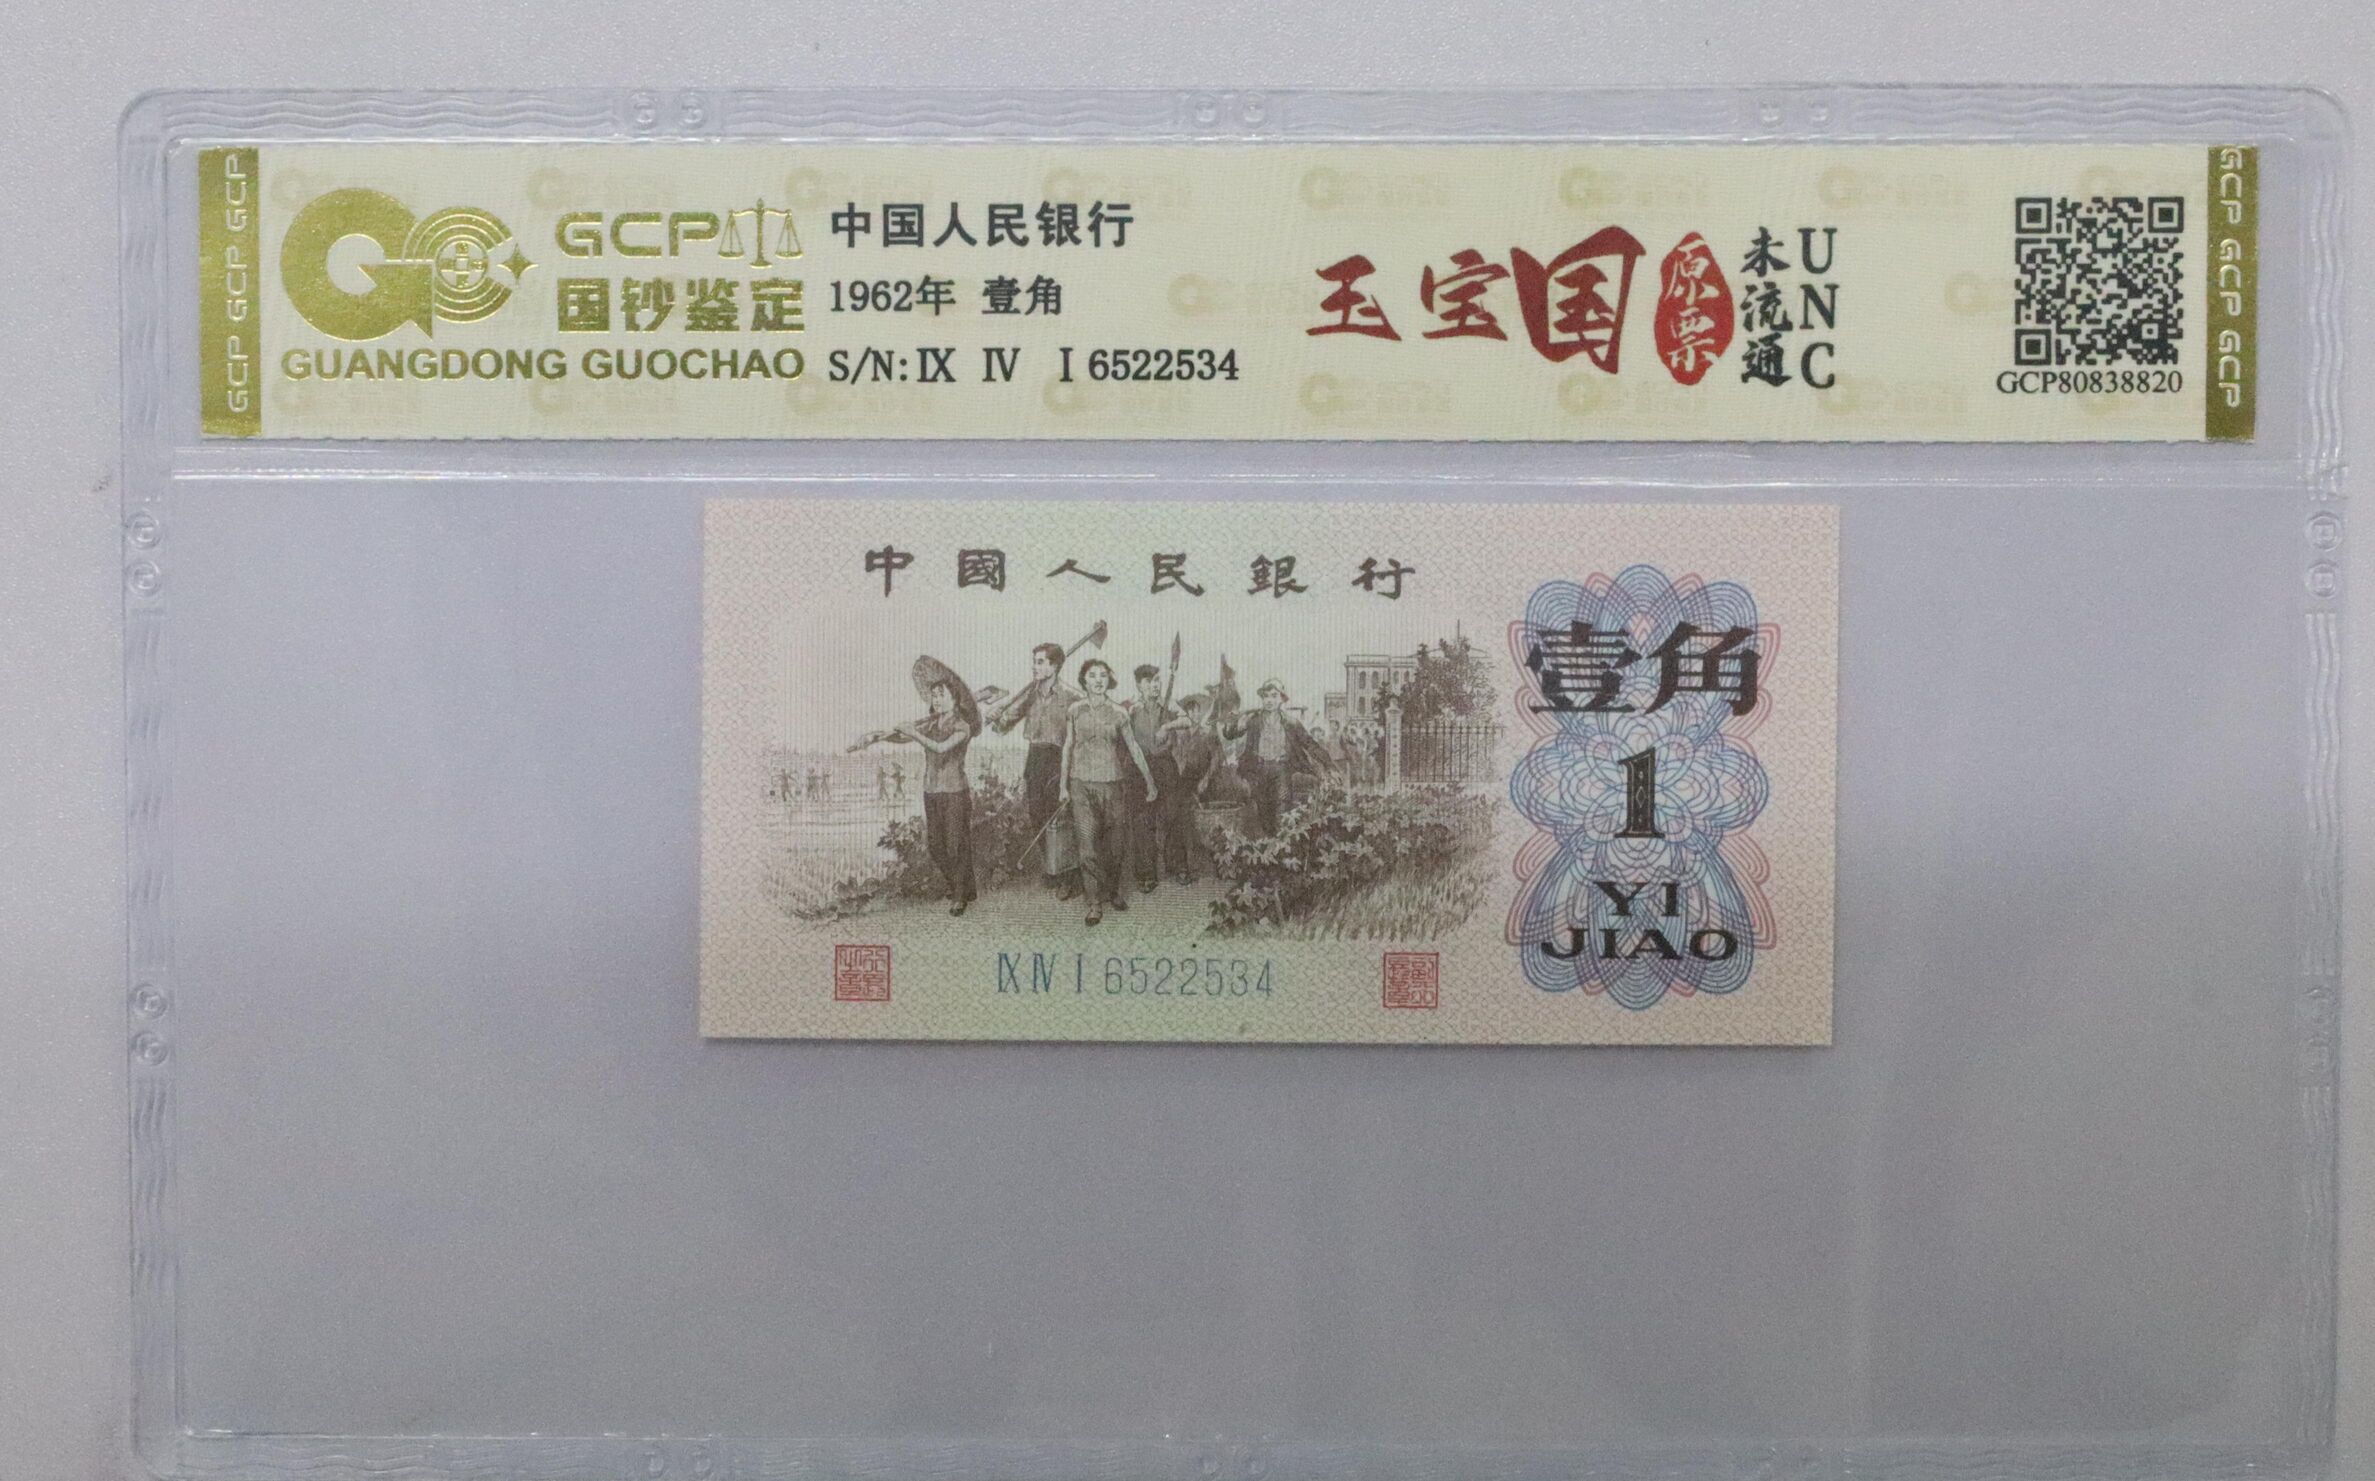 GCP GCP GCP
GCP
国钞鉴定
GUANGDONG GUOCHAO
中国人民银行
1962年 壹角
S/N: Ⅸ Ⅳ Ⅰ 6522534
玉宝国
原票
未流通
UNC
GCP80838820
GCP GCP GCP
中國人民銀行
壹角
1
YI
JIAO
Ⅸ Ⅳ Ⅰ 6522534